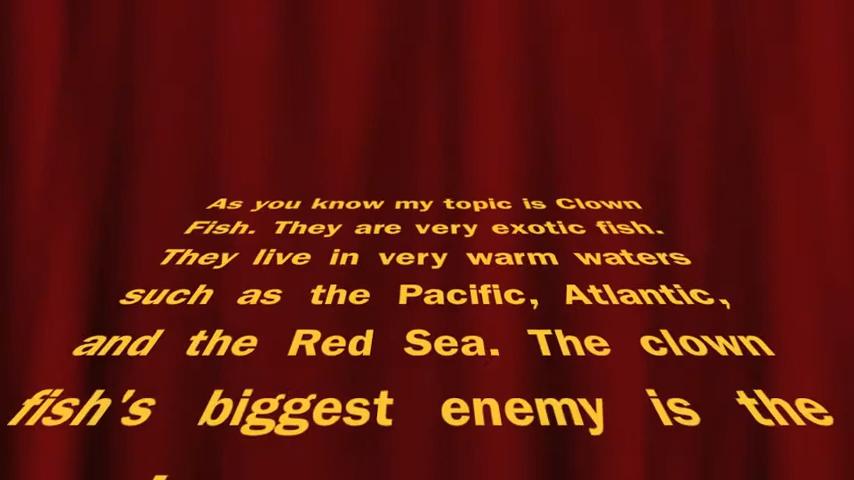 As you know my topic is Clown
Fish. They are very exotic fish.
They live in very warm waters
such as the Pacific, Atlantic,
and the Red Sea. The clown
fish's biggest enemy is the